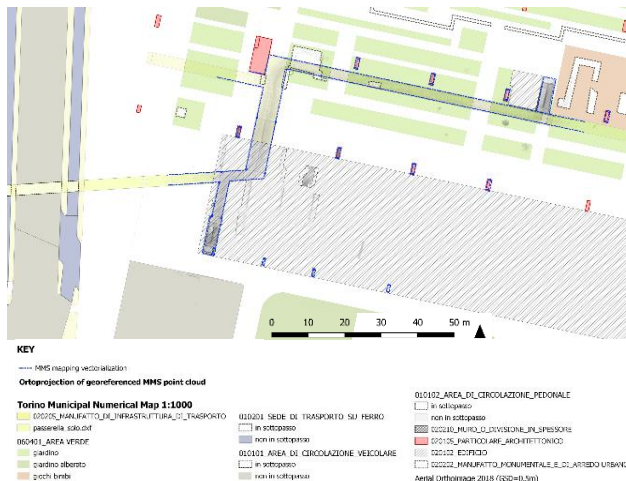 0 10 20 30 40 50 m
KEY
MMS mapping vectorialization
Ortoprojection of georeferenced MMS point cloud
Torino Municipal Numerical Map 1:1000
020205_MANUFATTO_DI_INFRASTRUTTURA_DI_TRASPORTO
passerella_solo.dxf
060401_AREA VERDE
giardino
giardino alberato
giochi bimbi
010201 SEDE DI TRASPORTO SU FERRO
in sottopasso
non in sottopasso
010101 AREA DI CIRCOLAZIONE VEICOLARE
in sottopasso
non in sottopasso
010102_AREA_DI_CIRCOLAZIONE_PEDONALE
in sottopasso
non in sottopasso
020210_MURO_O_DIVISIONE_IN_SPESSORE
020105_PARTICOLARE_ARCHITETTONICO
020102_EDIFICIO
020202_MANUFATTO_MONUMENTALE_E_DI_ARREDO URBANO
Aerial Orthoimage 2018 (GSD=0.5m)